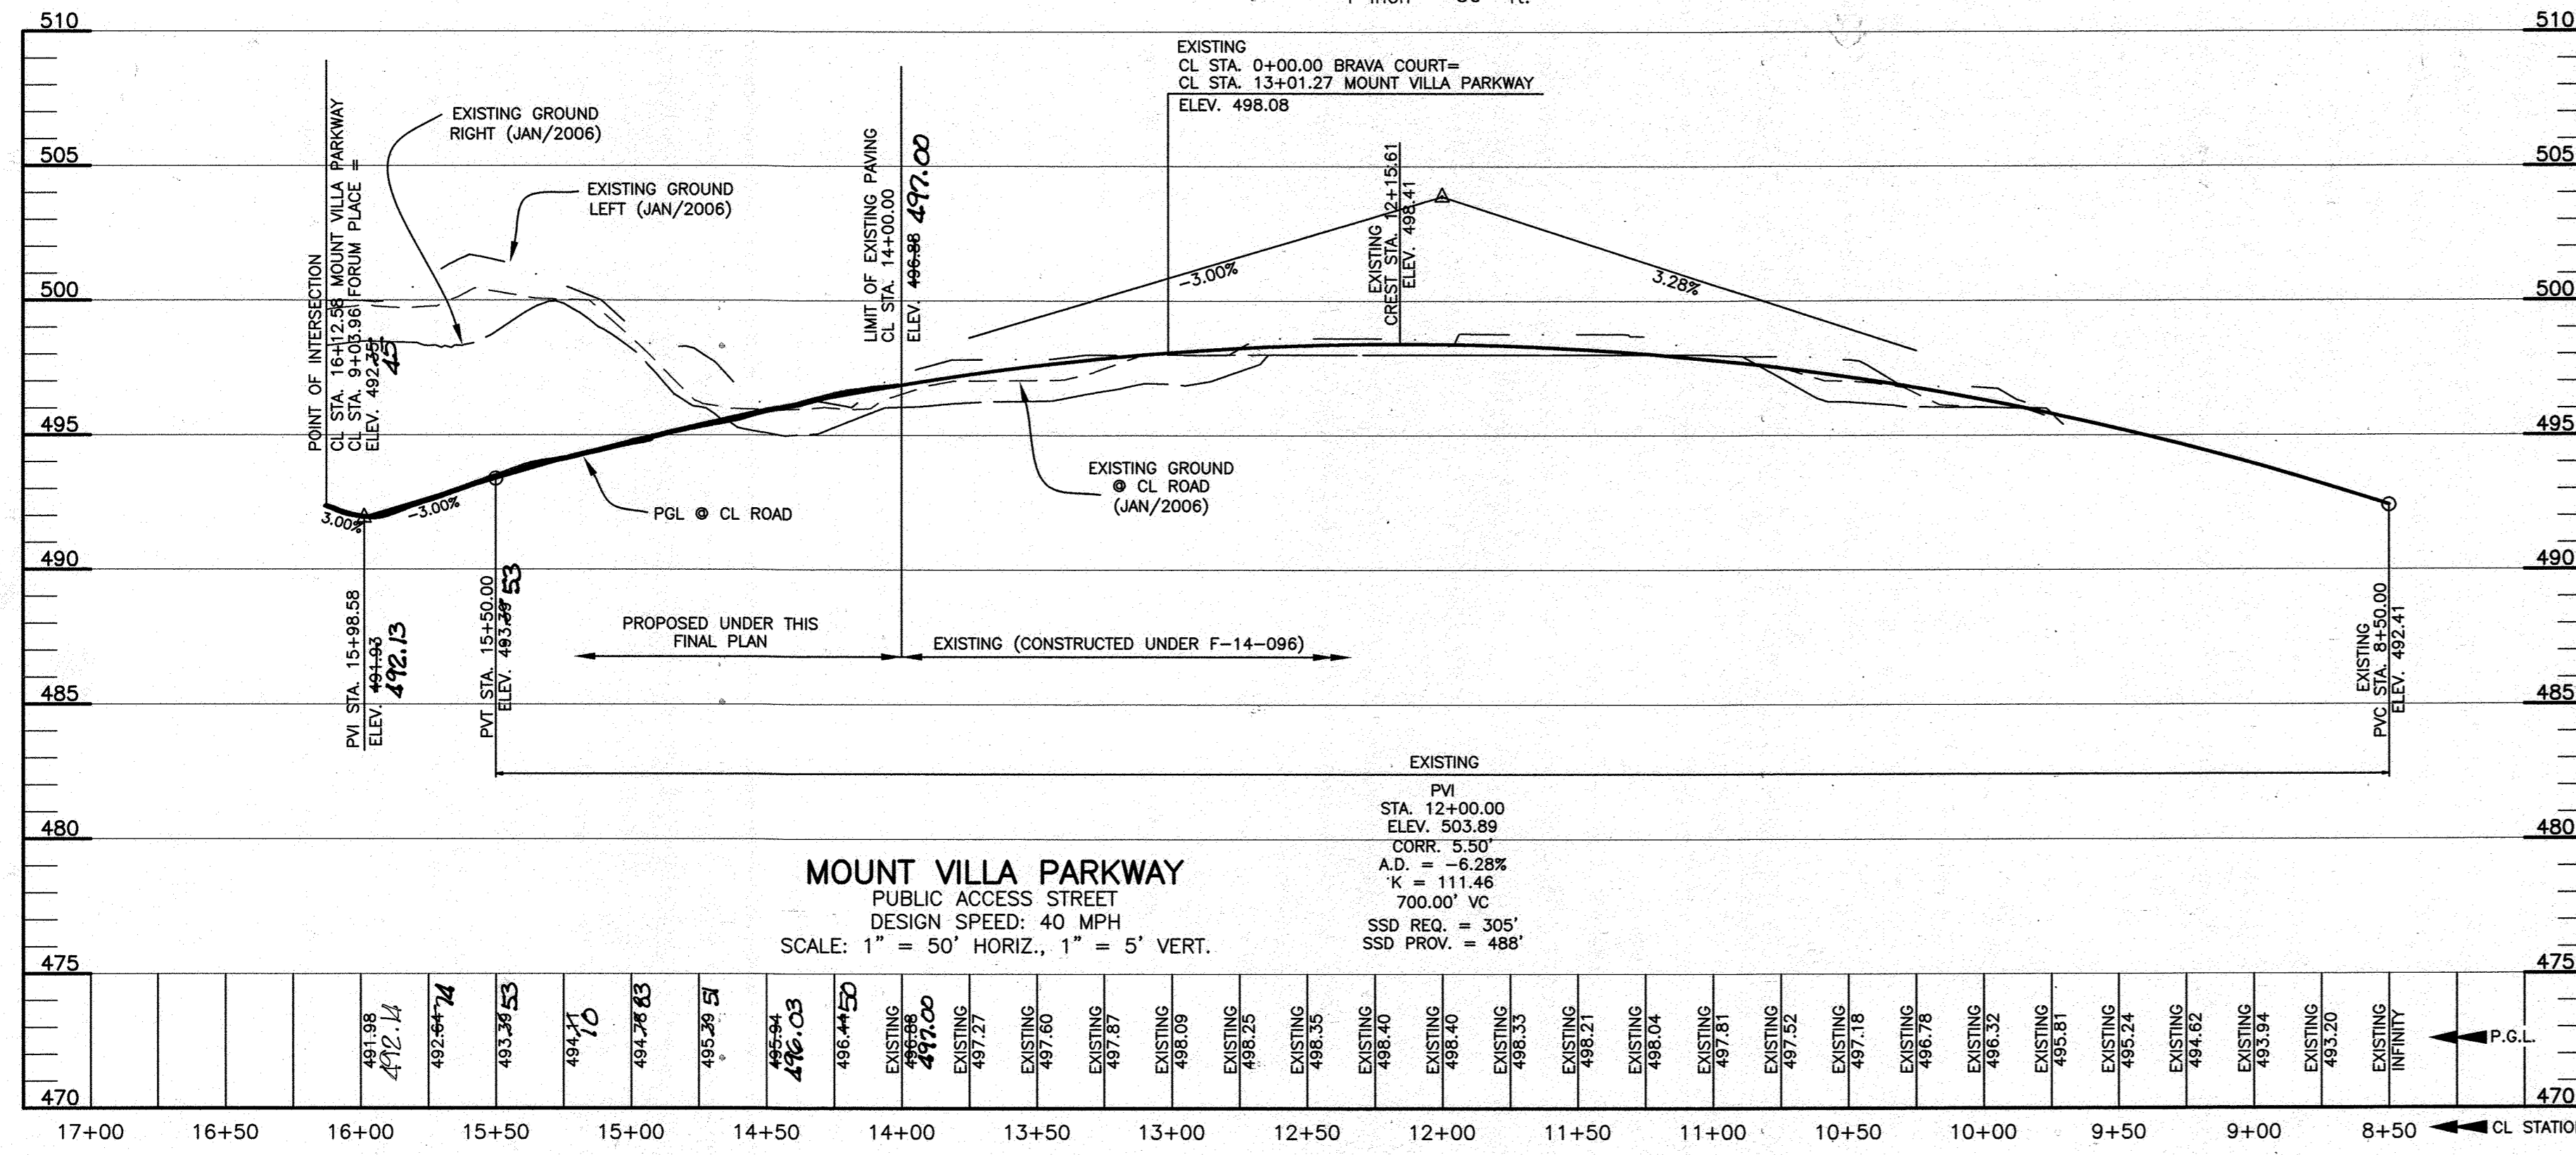 510
510
EXISTING
CL STA. 0+00.00 BRAVA COURT=
CL STA. 13+01.27 MOUNT VILLA PARKWAY
ELEV. 498.08
EXISTING GROUND
RIGHT (JAN/2006)
EXISTING GROUND
LEFT (JAN/2006)
POINT OF INTERSECTION
CL STA. 16+12.58 MOUNT VILLA PARKWAY
CL STA. 9+03.96 FORUM PLACE =
ELEV. 492.35 45
LIMIT OF EXISTING PAVING
CL STA. 14+00.00
ELEV. 496.88 497.00
EXISTING
CREST STA. 12+15.61
ELEV. 498.41
505
505
-3.00%
3.28%
500
500
495
495
EXISTING GROUND
@ CL ROAD
(JAN/2006)
PGL @ CL ROAD
3.00%
-3.00%
490
490
PVI STA. 15+98.58
ELEV. 491.93
492.13
PVT STA. 15+50.00
ELEV. 493.39 53
PROPOSED UNDER THIS
FINAL PLAN
EXISTING (CONSTRUCTED UNDER F-14-096)
EXISTING
PVC STA. 8+50.00
ELEV. 492.41
485
485
EXISTING
PVI
STA. 12+00.00
ELEV. 503.89
CORR. 5.50'
A.D. = -6.28%
K = 111.46
700.00' VC
SSD REQ. = 305'
SSD PROV. = 488'
480
480
MOUNT VILLA PARKWAY
PUBLIC ACCESS STREET
DESIGN SPEED: 40 MPH
SCALE: 1" = 50' HORIZ., 1" = 5' VERT.
475
475
491.98
492.14
492.64 74
493.39 53
494.11
10
494.78 83
495.39 51
495.94
496.03
496.44 50
EXISTING
496.88
497.00
EXISTING
497.27
EXISTING
497.60
EXISTING
497.87
EXISTING
498.09
EXISTING
498.25
EXISTING
498.35
EXISTING
498.40
EXISTING
498.40
EXISTING
498.33
EXISTING
498.21
EXISTING
498.04
EXISTING
497.81
EXISTING
497.52
EXISTING
497.18
EXISTING
496.78
EXISTING
496.32
EXISTING
495.81
EXISTING
495.24
EXISTING
494.62
EXISTING
493.94
EXISTING
493.20
EXISTING
INFINITY
P.G.L.
470
470
17+00 16+50 16+00 15+50 15+00 14+50 14+00 13+50 13+00 12+50 12+00 11+50 11+00 10+50 10+00 9+50 9+00 8+50 CL STATIO